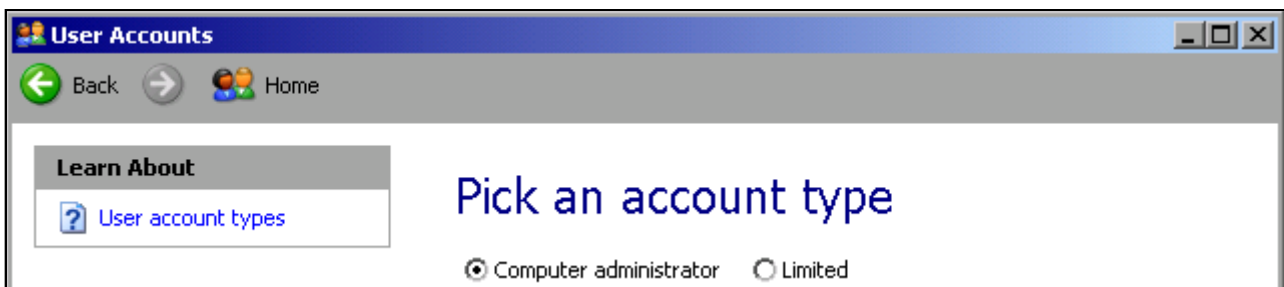 User Accounts
Back Home
Learn About
User account types
Pick an account type
Computer administrator Limited